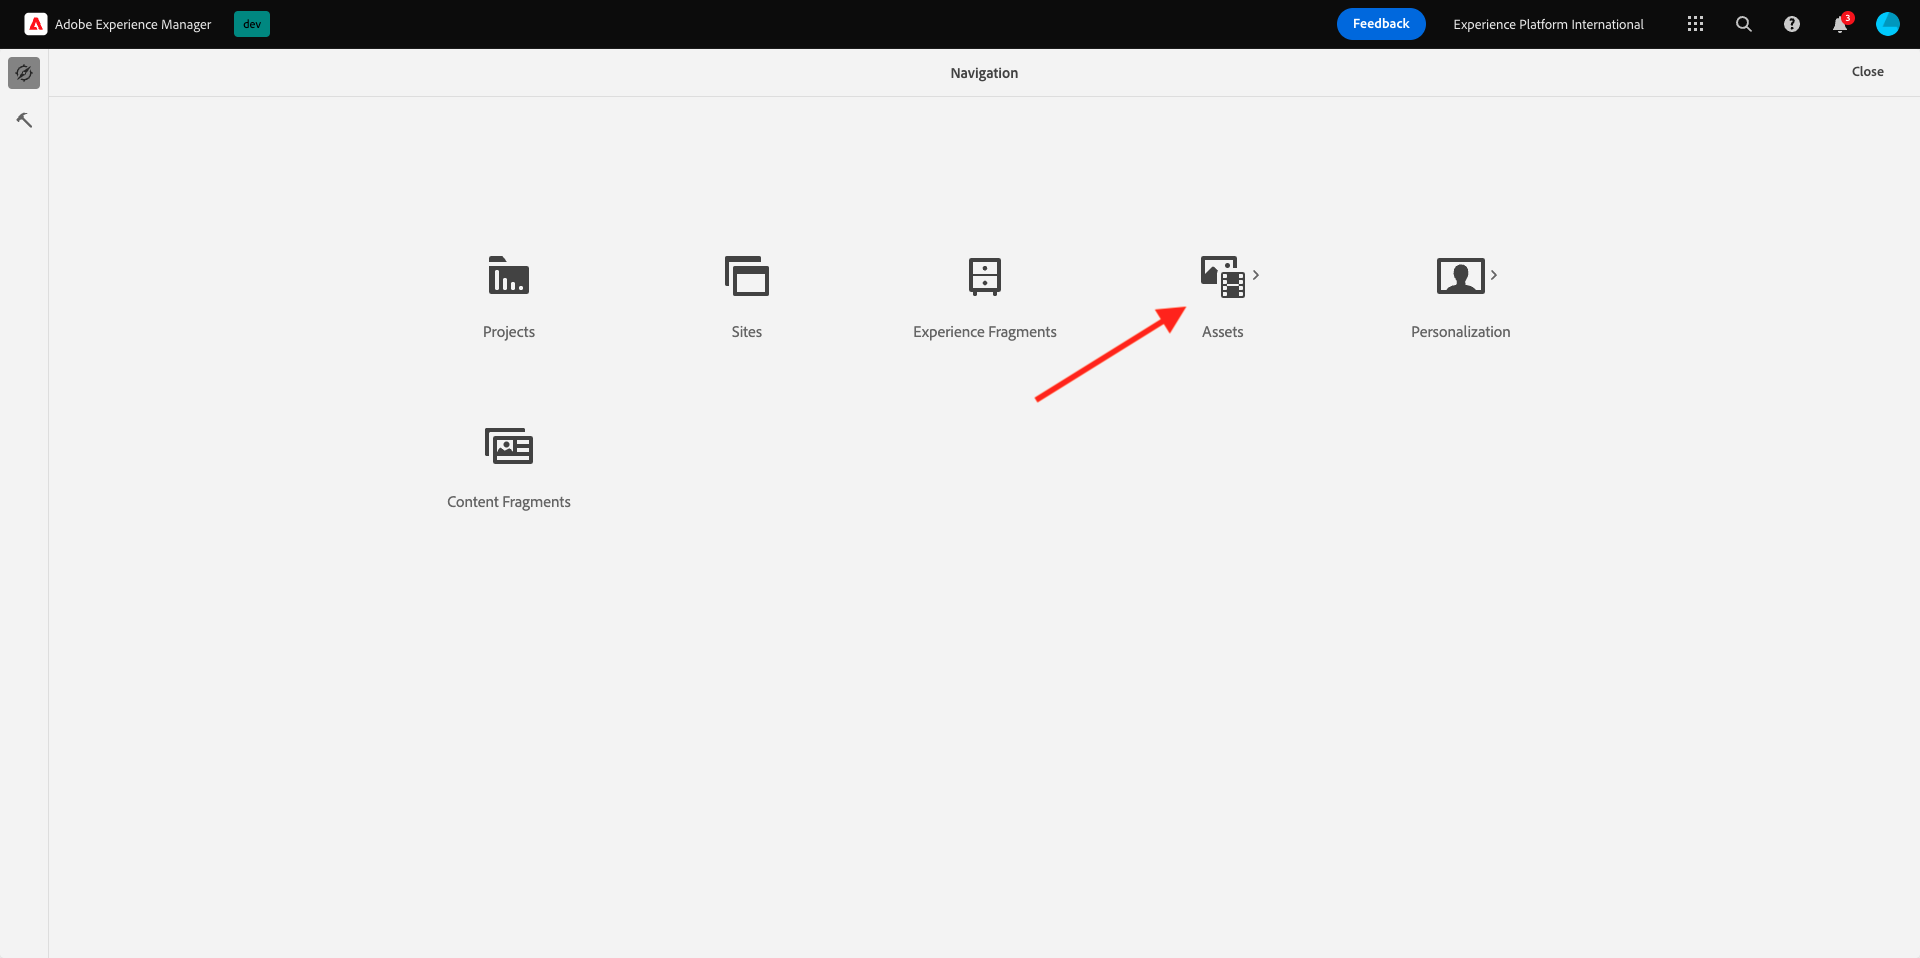 Adobe Experience Manager
dev
Feedback
Experience Platform International
3
Navigation
Close
Projects
Sites
Experience Fragments
Assets
Personalization
Content Fragments